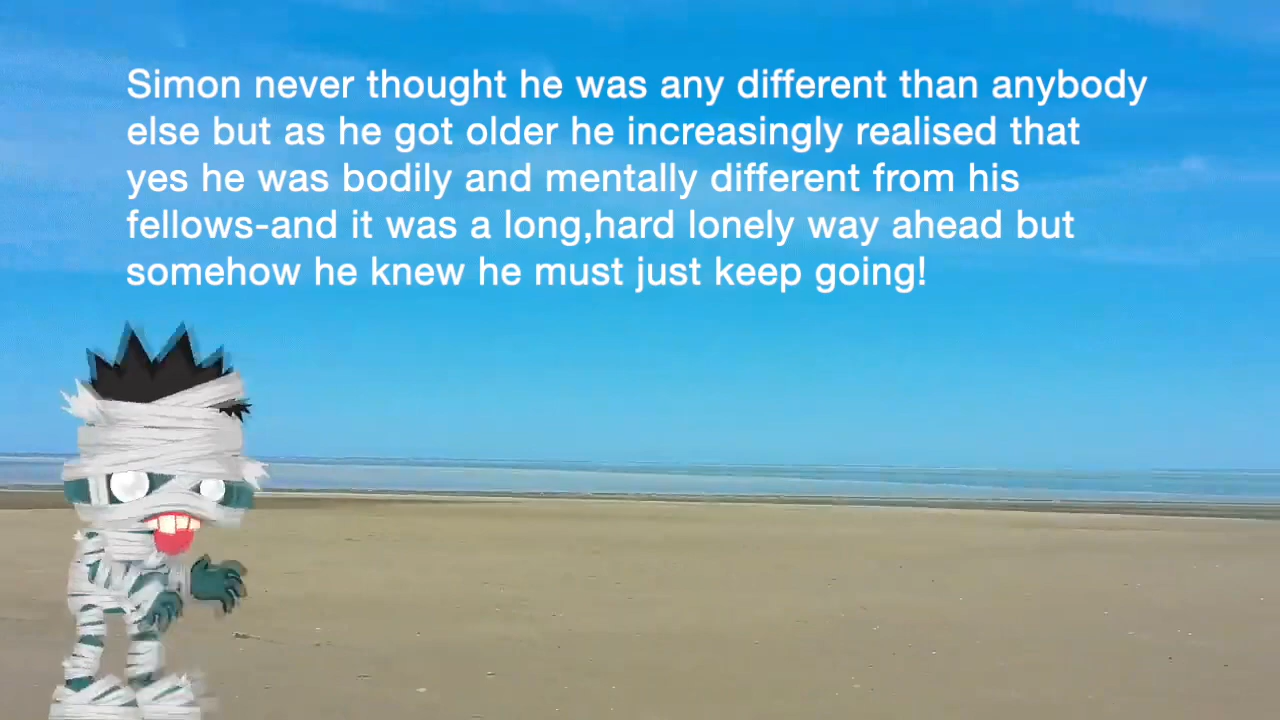 Simon never thought he was any different than anybody
else but as he got older he increasingly realised that
yes he was bodily and mentally different from his
fellows-and it was a long,hard lonely way ahead but
somehow he knew he must just keep going!